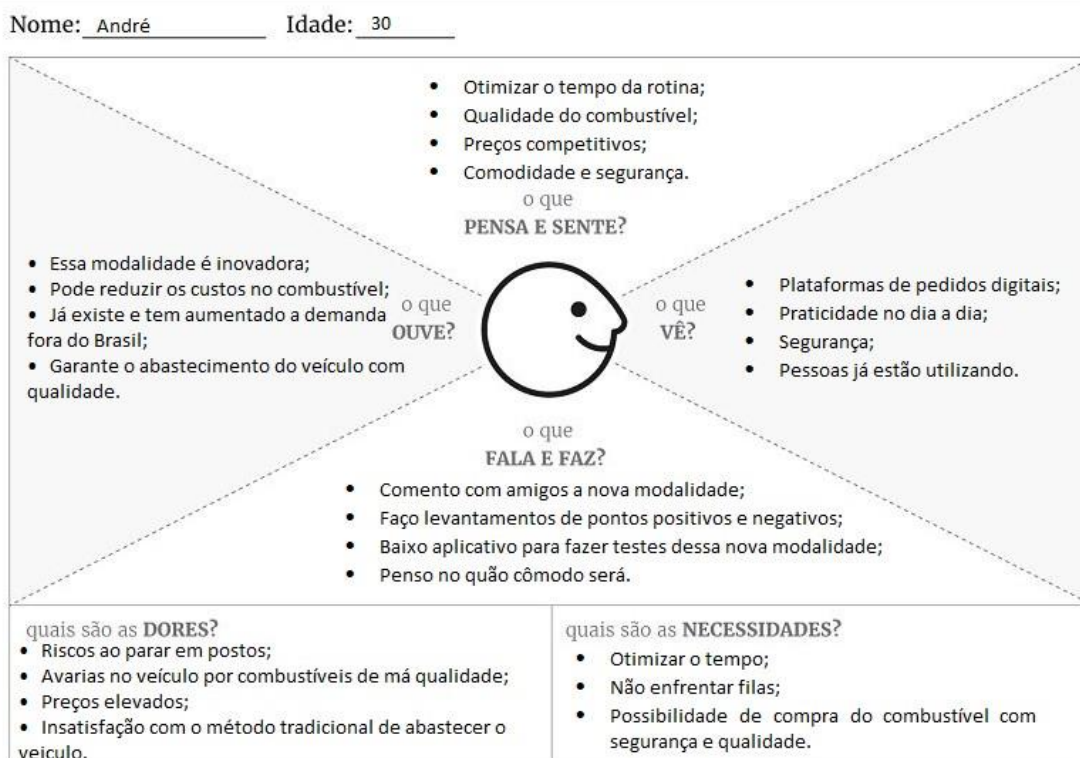 Nome: André Idade: 30
• Otimizar o tempo da rotina;
• Qualidade do combustível;
• Preços competitivos;
• Comodidade e segurança.
o que
PENSA E SENTE?
• Essa modalidade é inovadora;
• Pode reduzir os custos no combustível;
• Já existe e tem aumentado a demanda
fora do Brasil;
• Garante o abastecimento do veículo com
qualidade.
o que
OUVE?
o que
VÊ?
• Plataformas de pedidos digitais;
• Praticidade no dia a dia;
• Segurança;
• Pessoas já estão utilizando.
o que
FALA E FAZ?
• Comento com amigos a nova modalidade;
• Faço levantamentos de pontos positivos e negativos;
• Baixo aplicativo para fazer testes dessa nova modalidade;
• Penso no quão cômodo será.
quais são as DORES?
• Riscos ao parar em postos;
• Avarias no veículo por combustíveis de má qualidade;
• Preços elevados;
• Insatisfação com o método tradicional de abastecer o
veiculo.
quais são as NECESSIDADES?
• Otimizar o tempo;
• Não enfrentar filas;
• Possibilidade de compra do combustível com
segurança e qualidade.